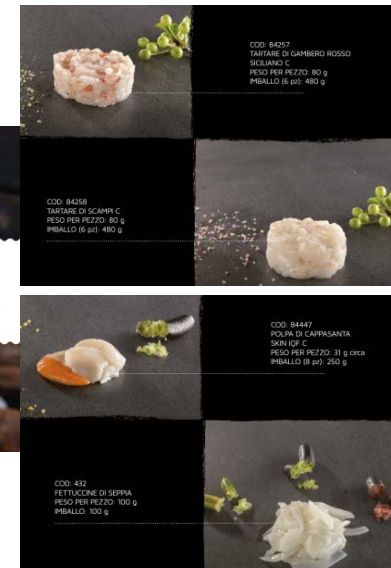 COD: 84257
TARTARE DI GAMBERO ROSSO
SICILIANO C
PESO PER PEZZO: 80 g
IMBALLO (6 pz): 480 g
COD: 84258
TARTARE DI SCAMPI C
PESO PER PEZZO: 80 g
IMBALLO (6 pz): 480 g
COD: 84447
POLPA DI CAPPASANTA
SKIN IQF C
PESO PER PEZZO: 31 g circa
IMBALLO (8 pz): 250 g
COD: 432
FETTUCCINE DI SEPPIA
PESO PER PEZZO: 100 g
IMBALLO: 100 g